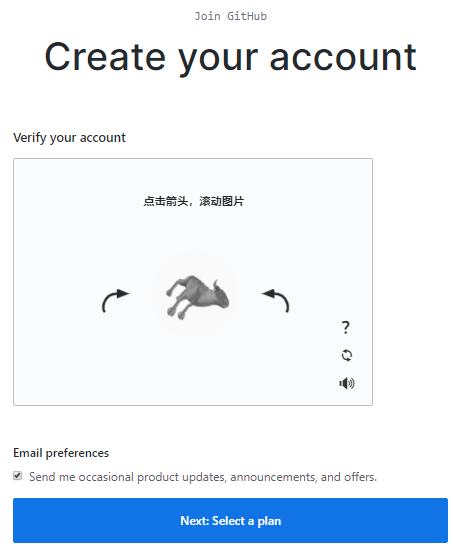 Join GitHub
Create your account
Verify your account
点击箭头，滚动图片
?
Email preferences
Send me occasional product updates, announcements, and offers.
Next: Select a plan